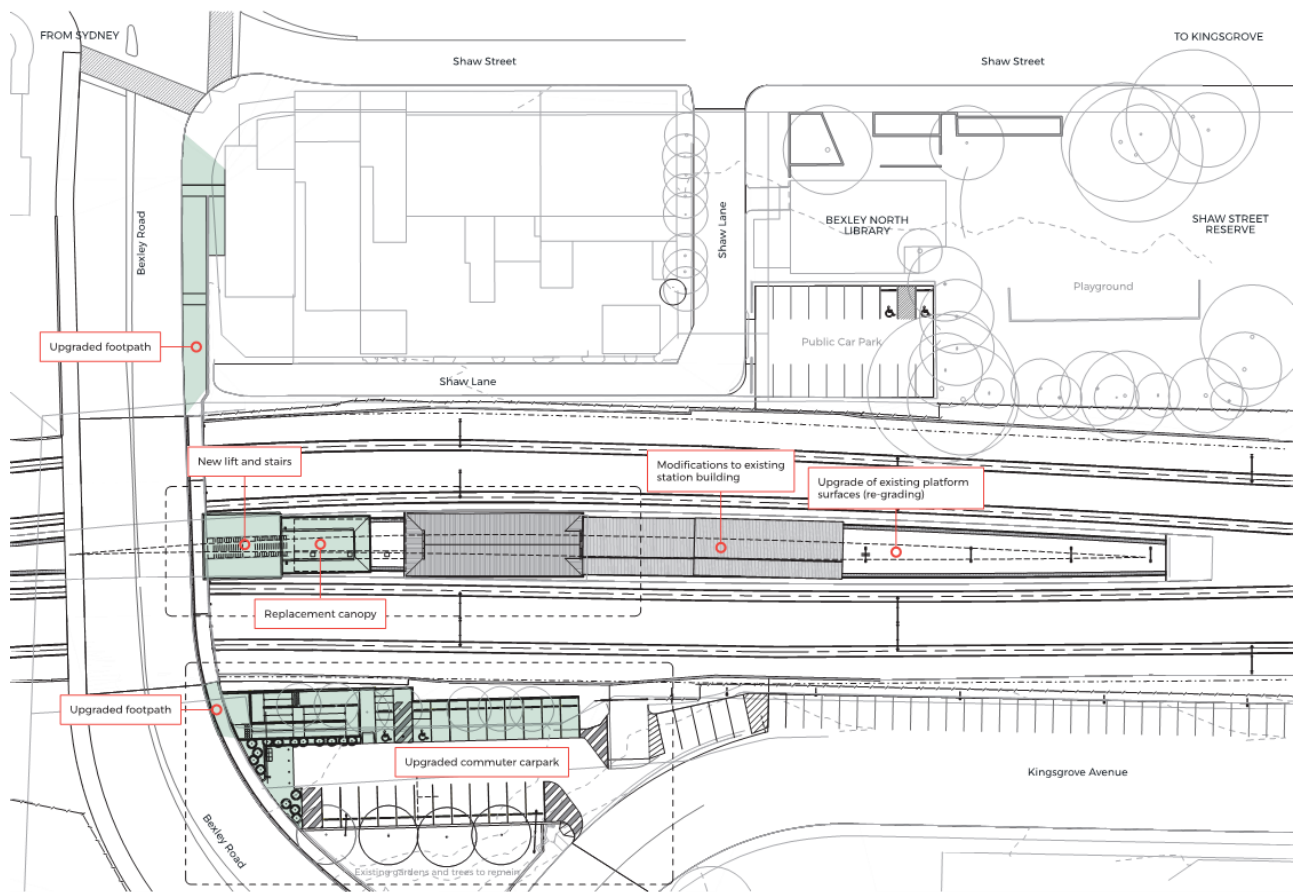 FROM SYDNEY
TO KINGSGROVE
Shaw Street
Shaw Street
Bexley Road
Shaw Lane
BEXLEY NORTH
LIBRARY
SHAW STREET
RESERVE
Playground
Upgraded footpath
Public Car Park
Shaw Lane
New lift and stairs
Modifications to existing
station building
Upgrade of existing platform
surfaces (re-grading)
Replacement canopy
Upgraded footpath
Upgraded commuter carpark
Kingsgrove Avenue
Bexley Road
Existing gardens and trees to remain